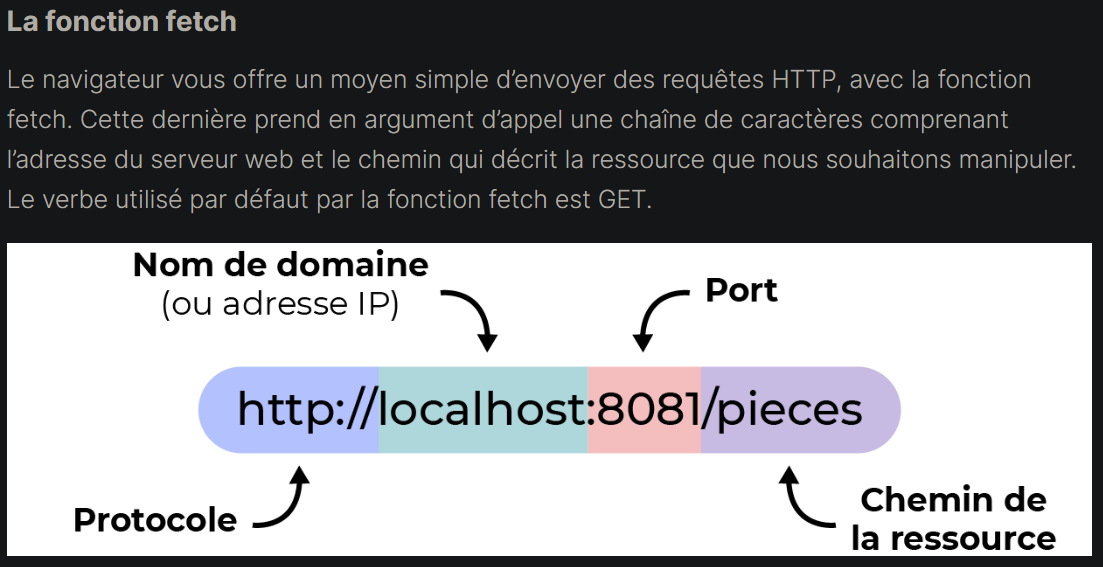 La fonction fetch
Le navigateur vous offre un moyen simple d’envoyer des requêtes HTTP, avec la fonction
fetch. Cette dernière prend en argument d’appel une chaîne de caractères comprenant
l’adresse du serveur web et le chemin qui décrit la ressource que nous souhaitons manipuler.
Le verbe utilisé par défaut par la fonction fetch est GET.
Nom de domaine
(ou adresse IP)
Port
http://localhost:8081/pieces
Protocole
Chemin de
la ressource